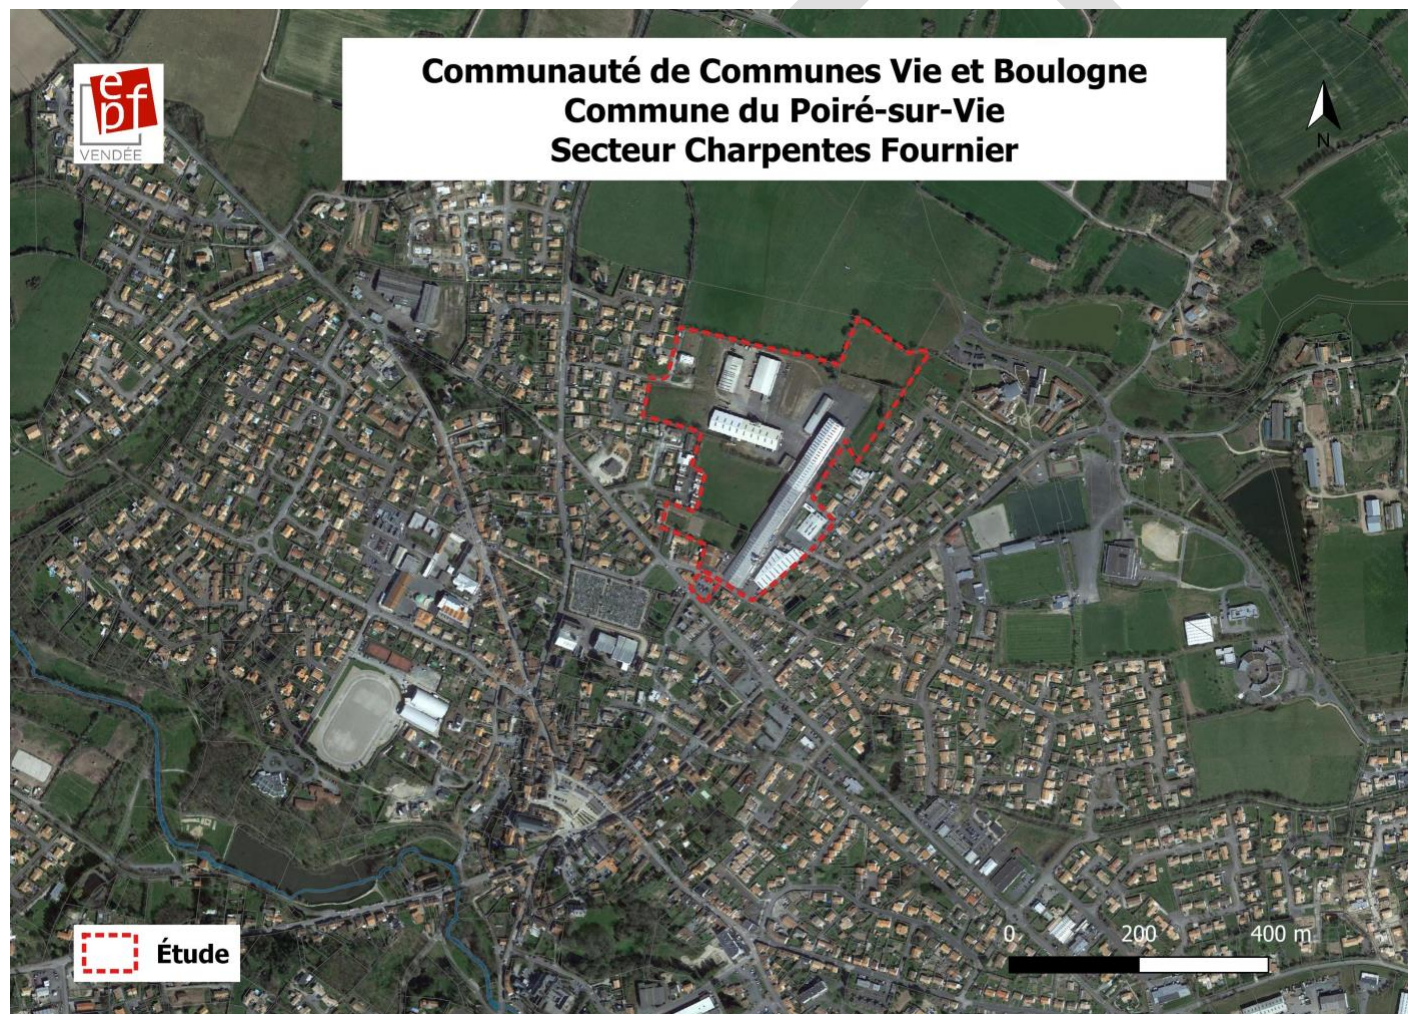 Communauté de Communes Vie et Boulogne
Commune du Poiré-sur-Vie
Secteur Charpentes Fournier
epf
VENDÉE
N
0 200 400 m
Étude